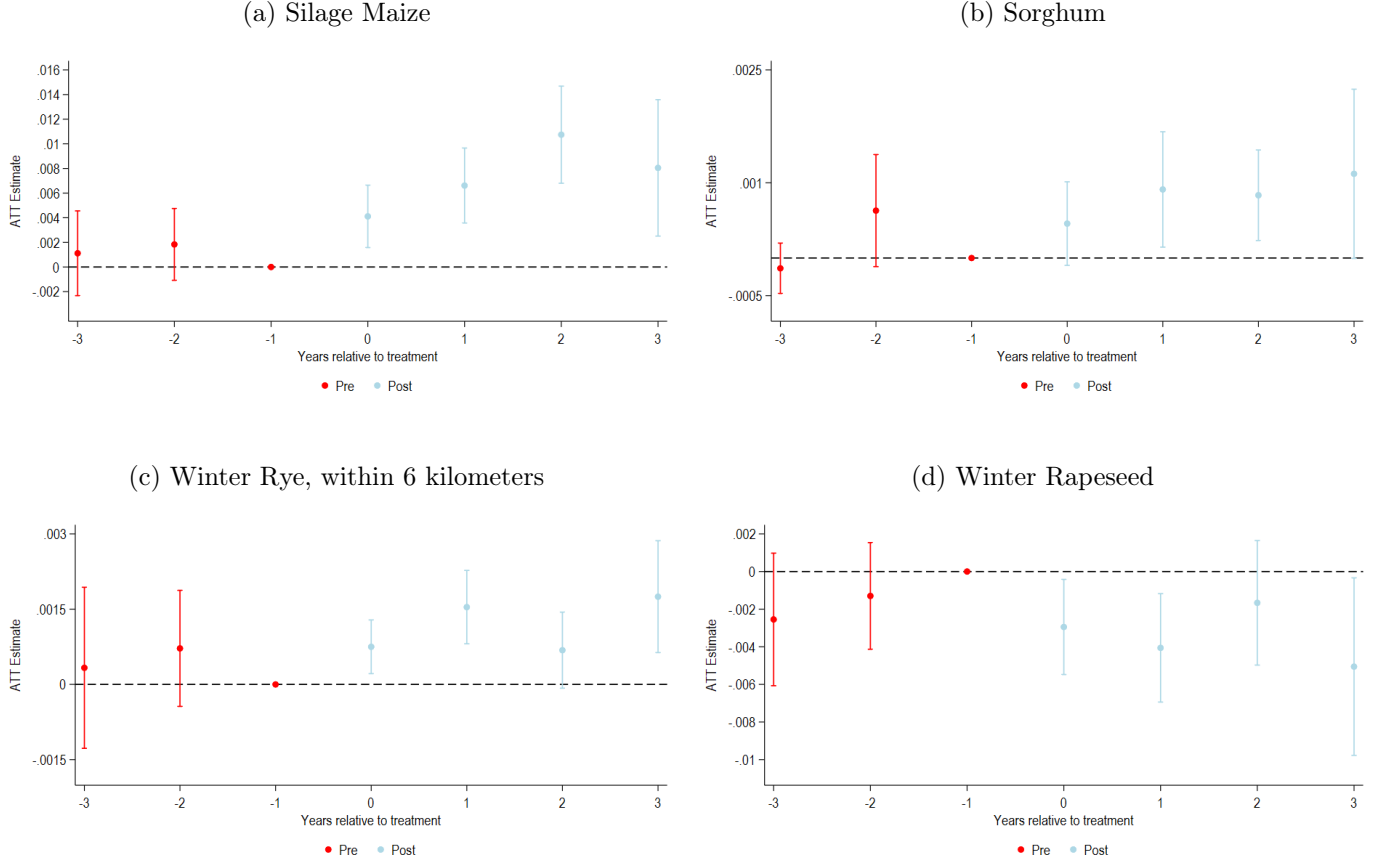 (a) Silage Maize
ATT Estimate
.016
.014
.012
.01
.008
.006
.004
.002
0
-.002
-3 -2 -1 0 1 2 3
Years relative to treatment
Pre Post
(b) Sorghum
ATT Estimate
.0025
.001
-.0005
-3 -2 -1 0 1 2 3
Years relative to treatment
Pre Post
(c) Winter Rye, within 6 kilometers
ATT Estimate
.003
.0015
0
-.0015
-3 -2 -1 0 1 2 3
Years relative to treatment
Pre Post
(d) Winter Rapeseed
ATT Estimate
.002
0
-.002
-.004
-.006
-.008
-.01
-3 -2 -1 0 1 2 3
Years relative to treatment
Pre Post